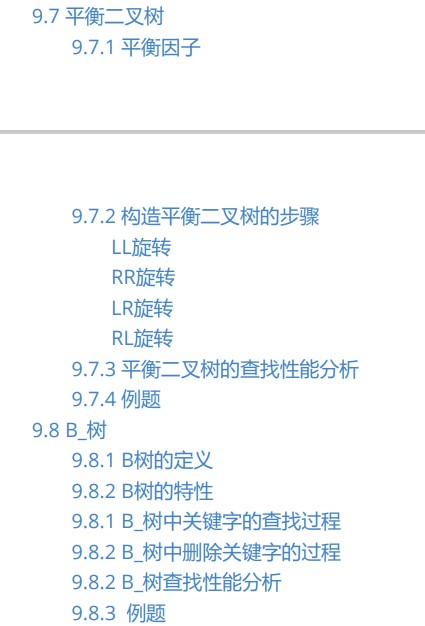 9.7 平衡二叉树
9.7.1 平衡因子
9.7.2 构造平衡二叉树的步骤
LL旋转
RR旋转
LR旋转
RL旋转
9.7.3 平衡二叉树的查找性能分析
9.7.4 例题
9.8 B_树
9.8.1 B树的定义
9.8.2 B树的特性
9.8.1 B_树中关键字的查找过程
9.8.2 B_树中删除关键字的过程
9.8.2 B_树查找性能分析
9.8.3 例题